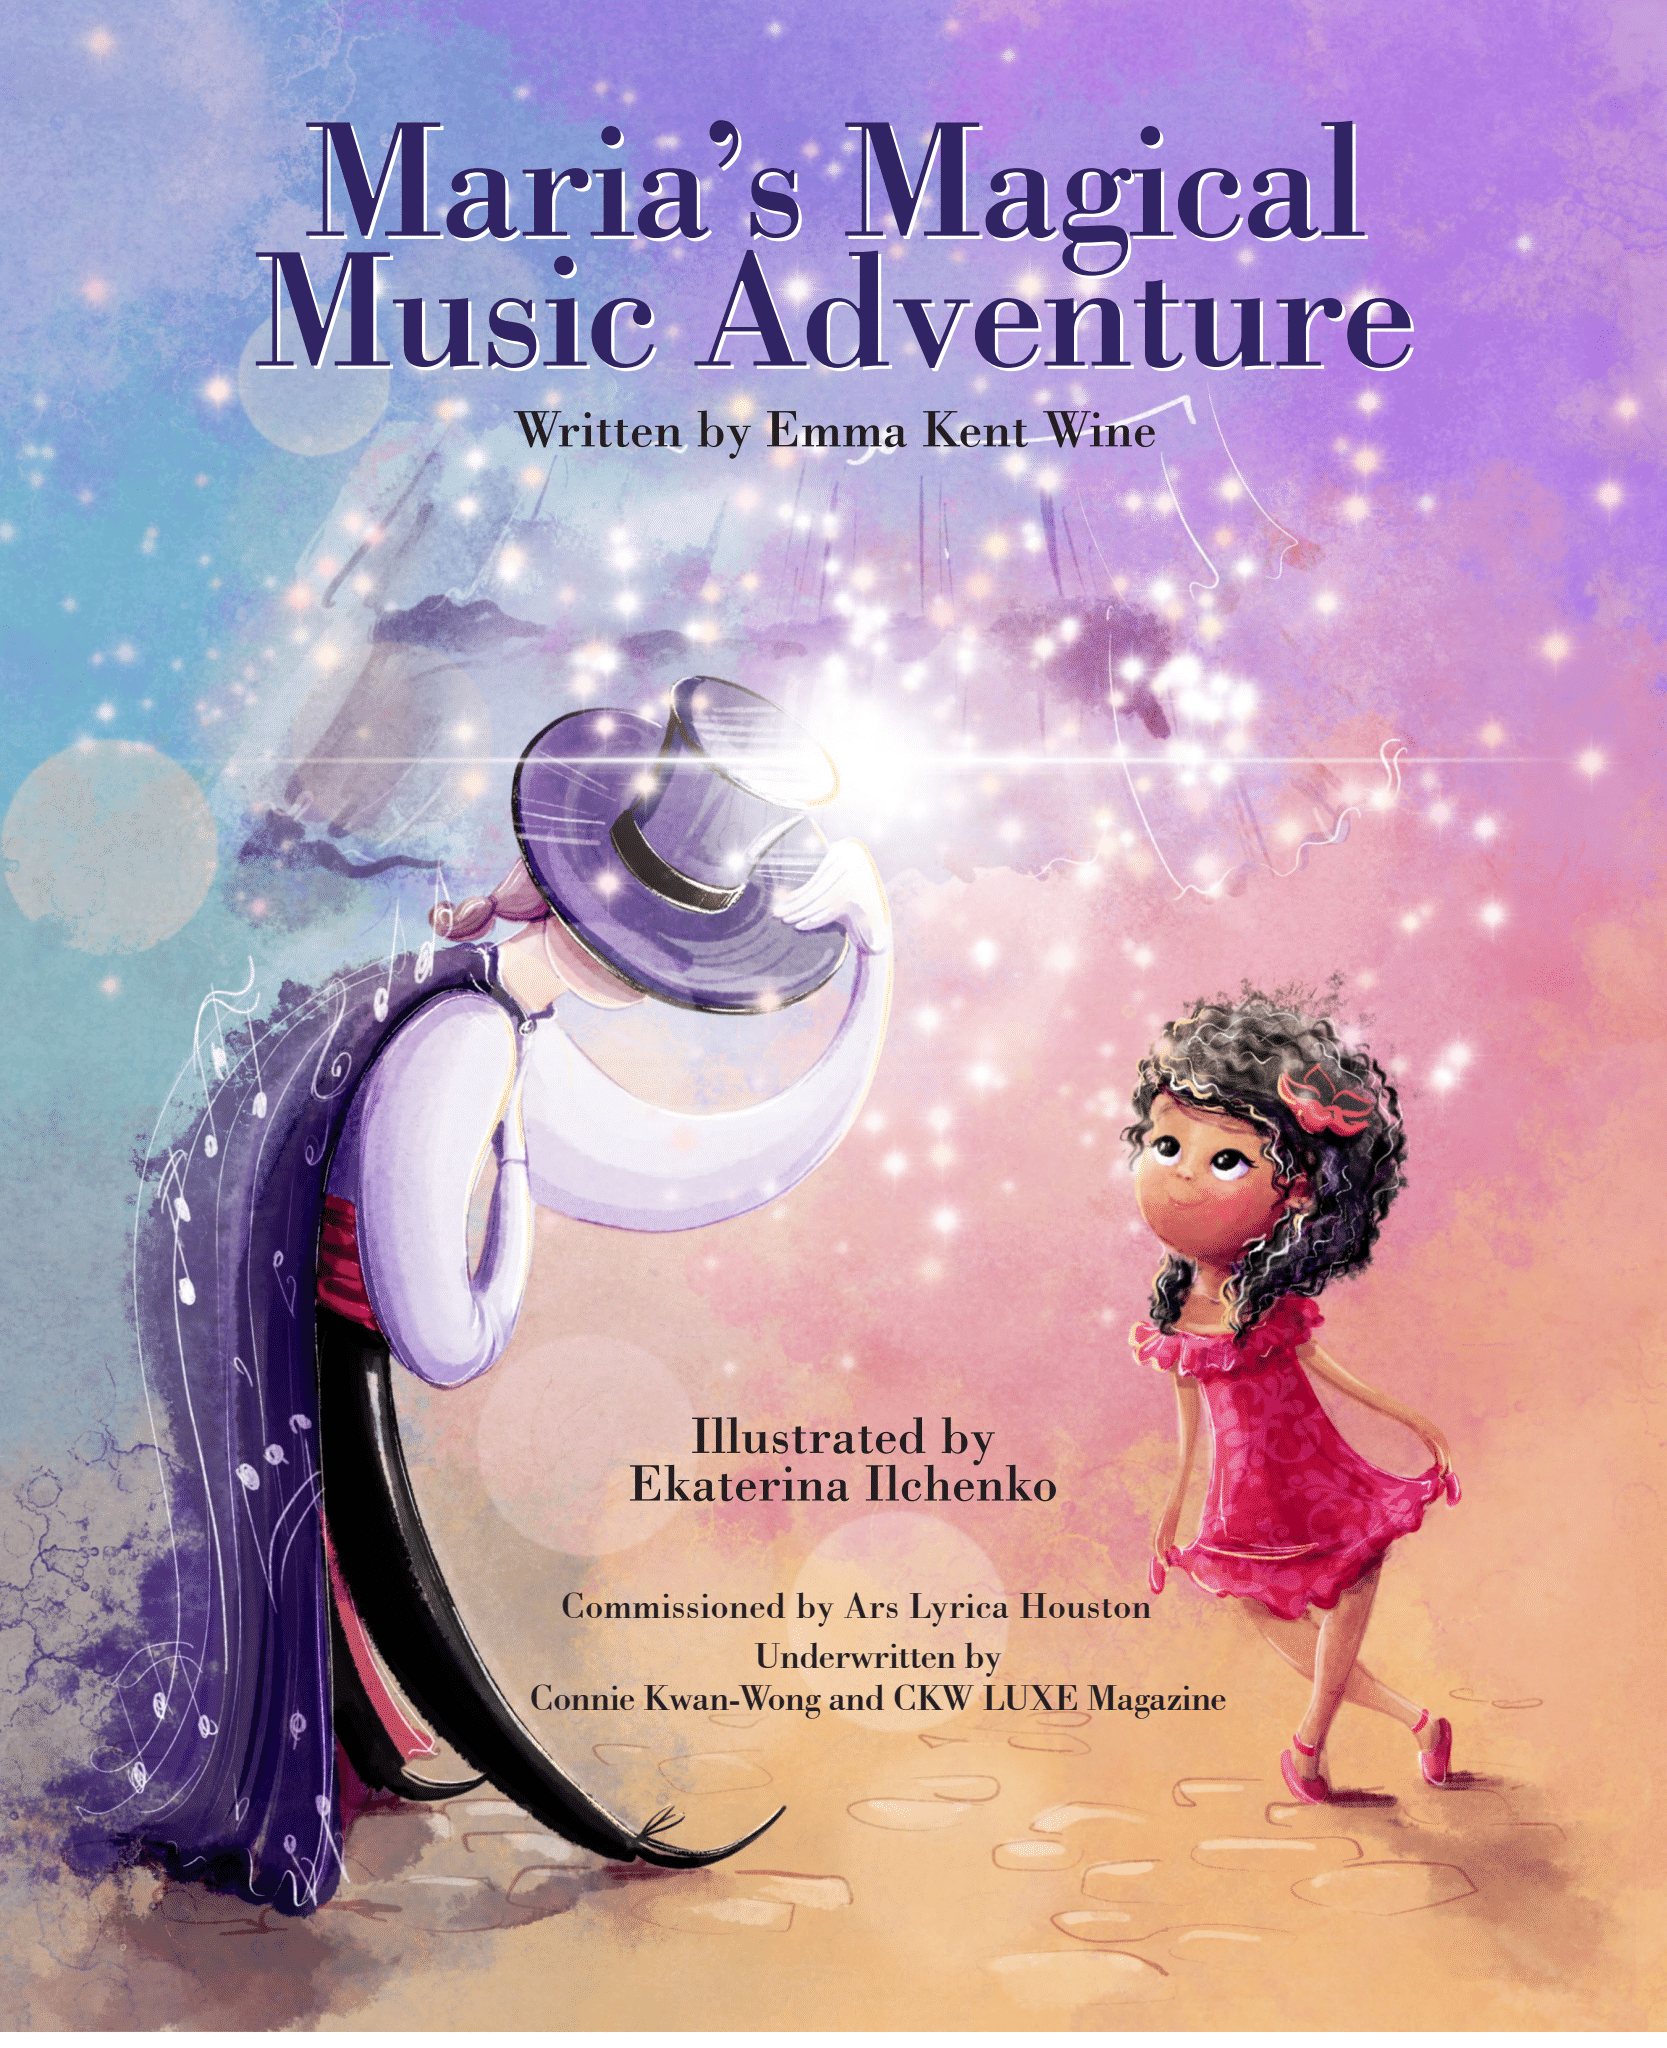 Maria’s Magical
Music Adventure
Written by Emma Kent Wine
Illustrated by
Ekaterina Ilchenko
Commissioned by Ars Lyrica Houston
Underwritten by
Connie Kwan-Wong and CKW LUXE Magazine